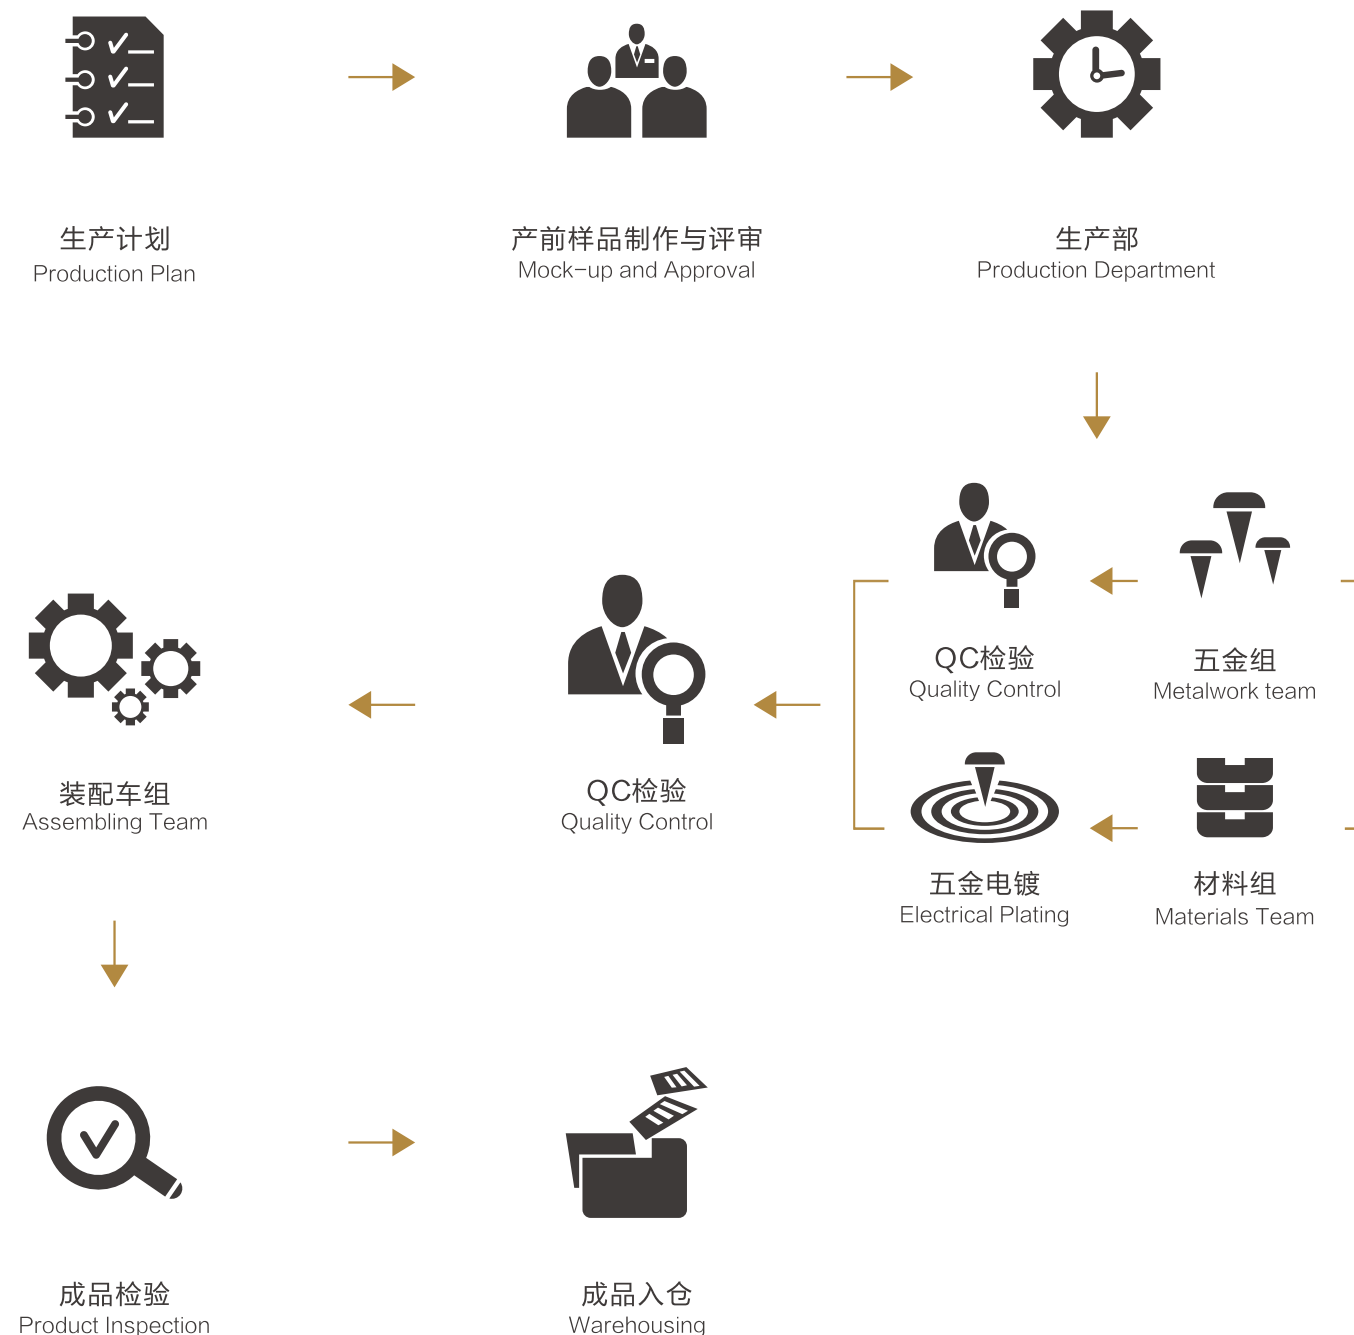 生产计划
Production Plan
产前样品制作与评审
Mock-up and Approval
生产部
Production Department
QC检验
Quality Control
五金组
Metalwork team
QC检验
Quality Control
装配车组
Assembling Team
五金电镀
Electrical Plating
材料组
Materials Team
成品检验
Product Inspection
成品入仓
Warehousing